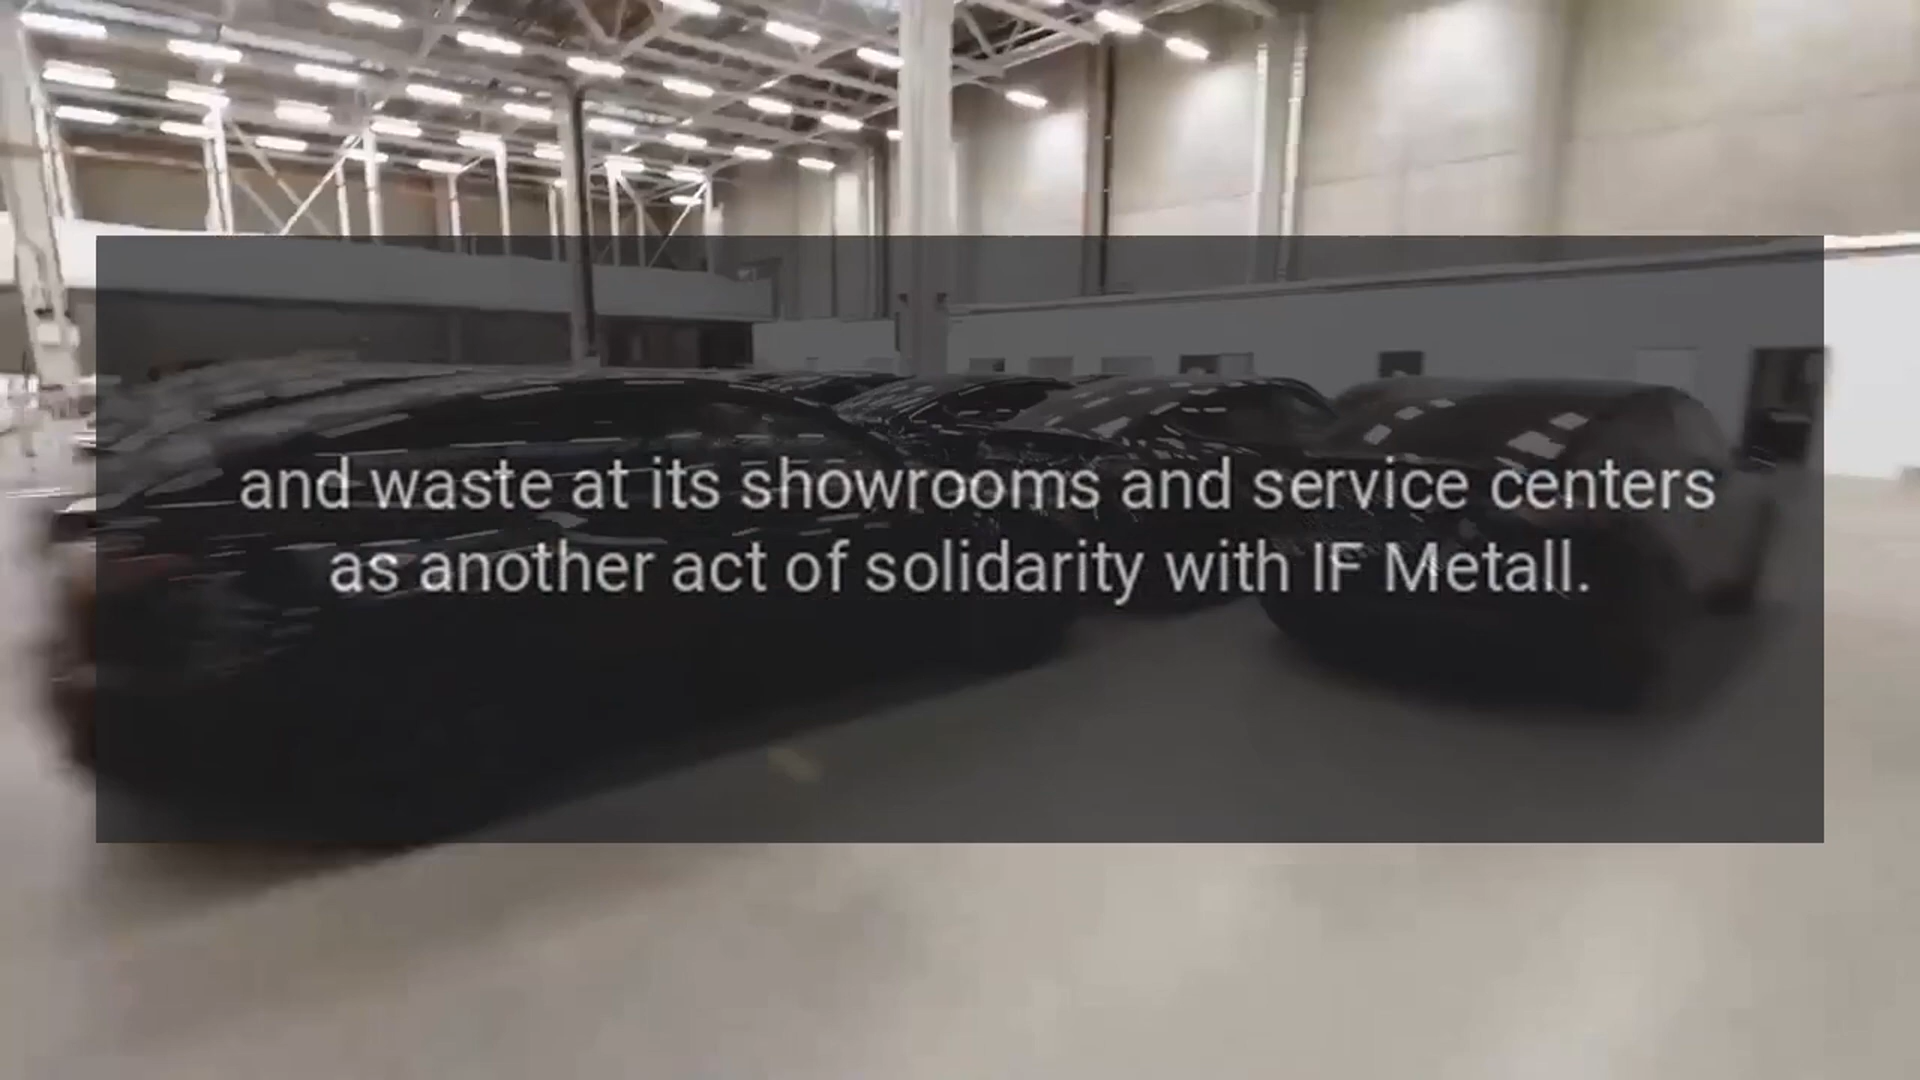 and waste at its showrooms and service centers
as another act of solidarity with IF Metall.